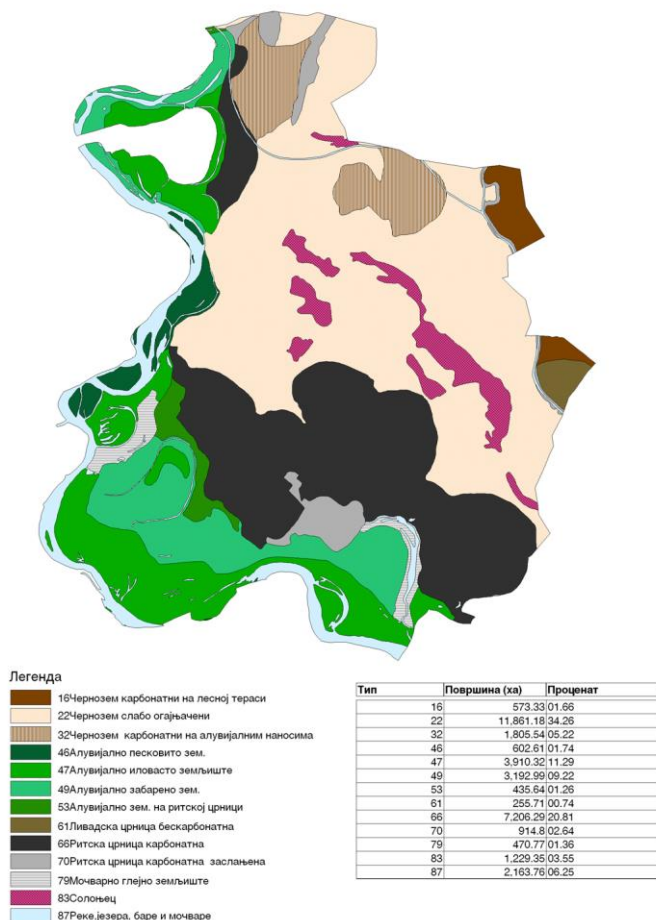 Легенда
16Чернозем карбонатни на лесној тераси
22Чернозем слабо огајњачени
32Чернозем карбонатни на алувијалним наносима
46Алувијално песковито зем.
47Алувијално иловасто земљиште
49Алувијално забарено зем.
53Алувијално зем. на ритској црници
61Ливадска црница бескарбонатна
66Ритска црница карбонатна
70Ритска црница карбонатна заслањена
79Мочварно глејно земљиште
83Солоњец
87Реке,језера, баре и мочваре
Тип Површина (ха) Проценат
16 573.33 01.66
22 11,861.18 34.26
32 1,805.54 05.22
46 602.61 01.74
47 3,910.32 11.29
49 3,192.99 09.22
53 435.64 01.26
61 255.71 00.74
66 7,206.29 20.81
70 914.8 02.64
79 470.77 01.36
83 1,229.35 03.55
87 2,163.76 06.25